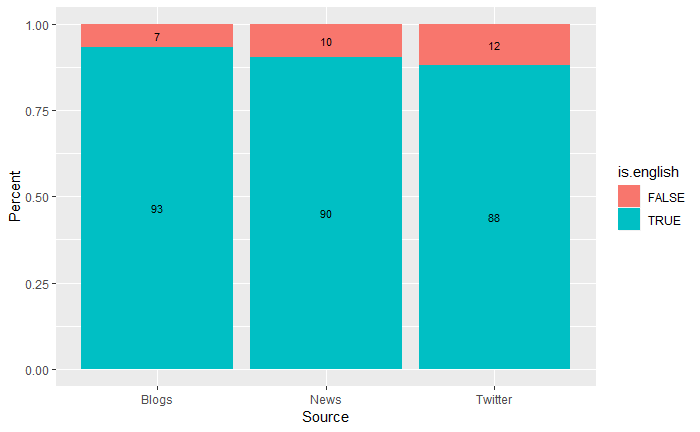 1.00
0.75
0.50
0.25
0.00
Percent
7
10
12
93
90
88
Blogs News Twitter
Source
is.english
FALSE
TRUE